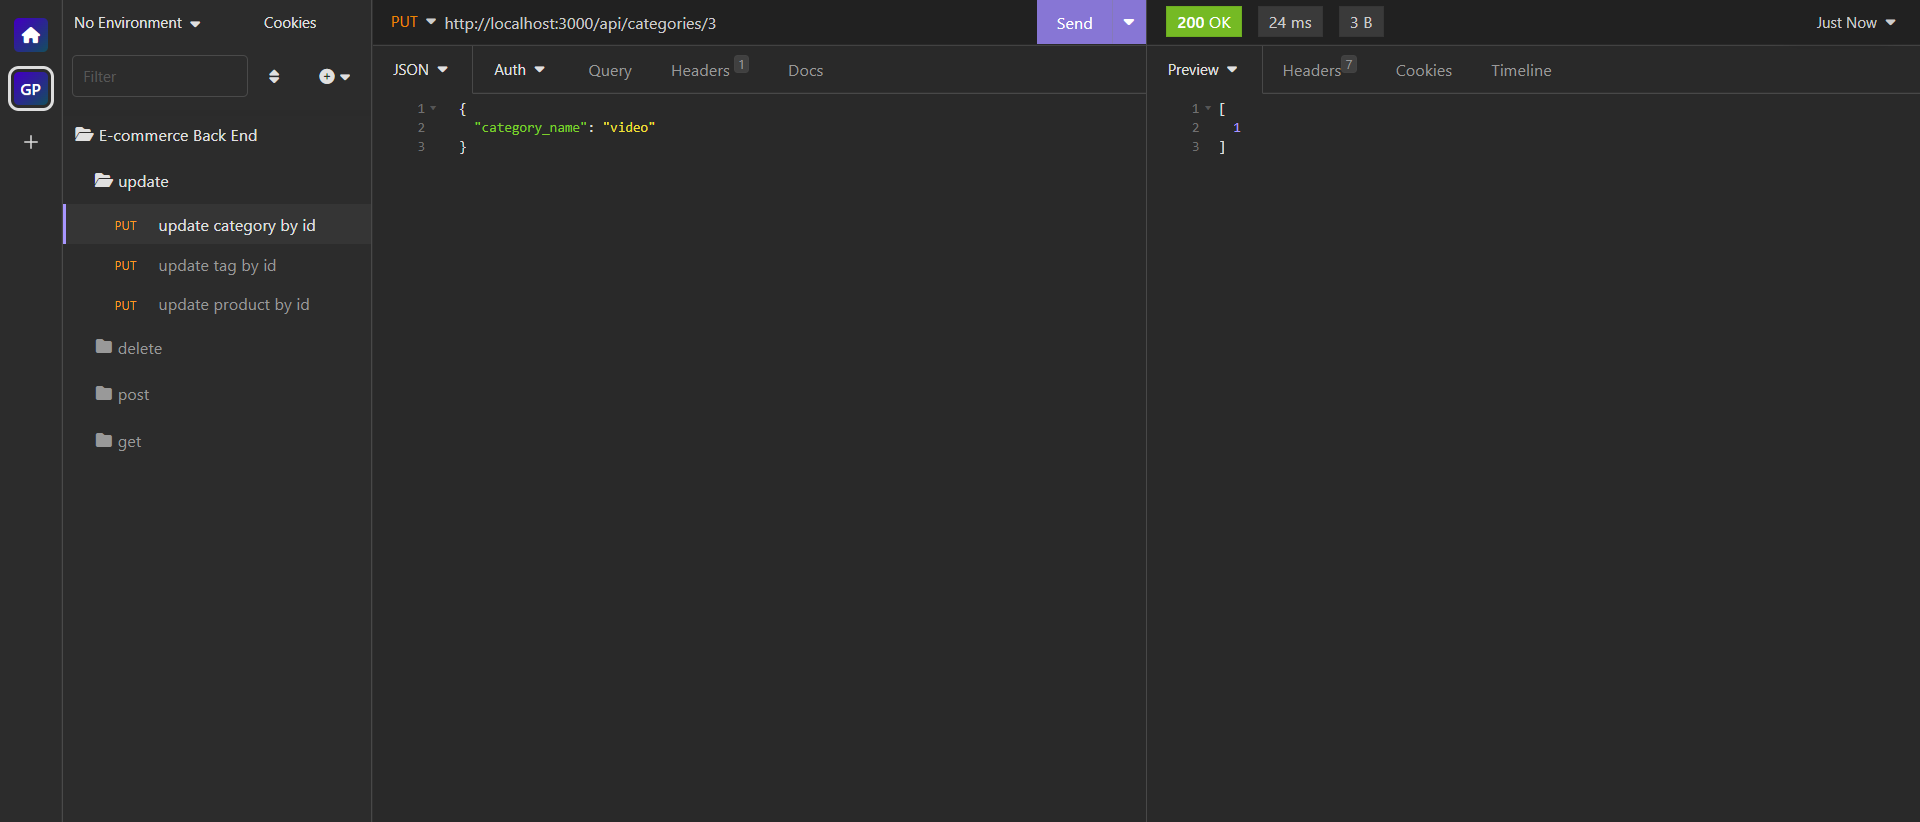 No Environment
Cookies
GP
Filter
E-commerce Back End
update
PUT update category by id
PUT update tag by id
PUT update product by id
delete
post
get
PUT http://localhost:3000/api/categories/3
Send
JSON Auth Query Headers 1 Docs
1 {
2 "category_name": "video"
3 }
200 OK 24 ms 3 B Just Now
Preview Headers 7 Cookies Timeline
1 [
2 1
3 ]